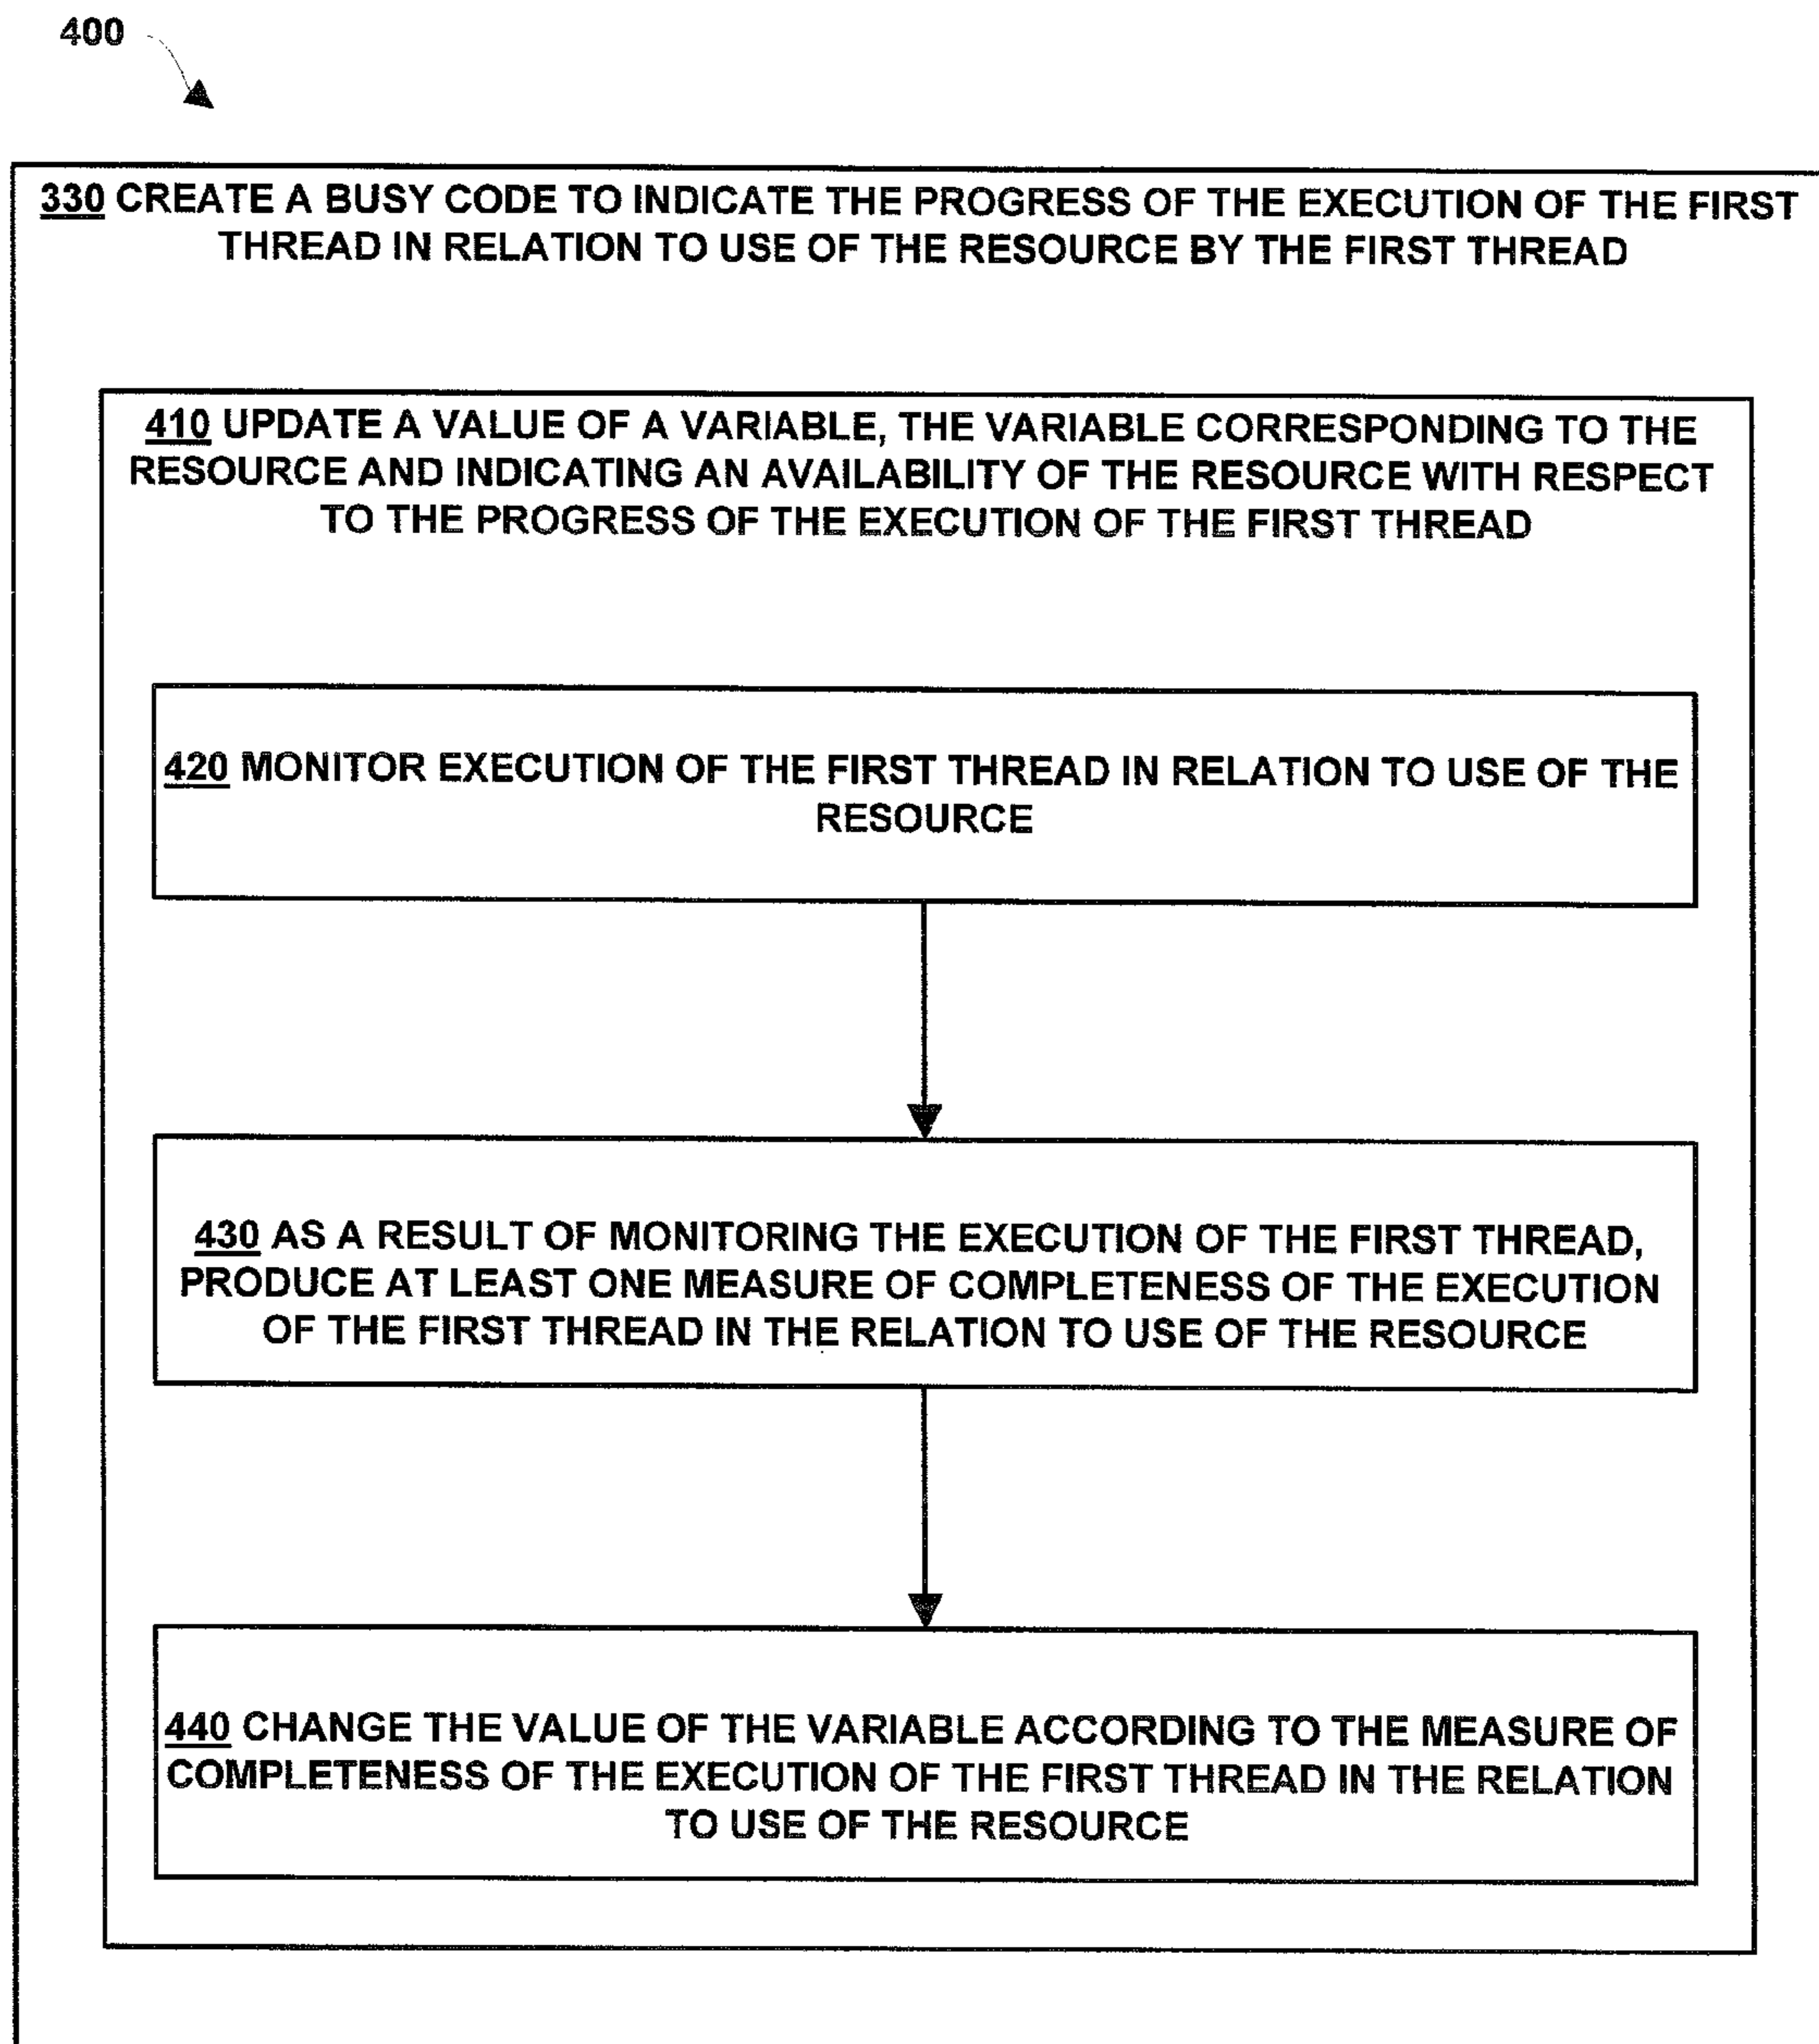 400
330 CREATE A BUSY CODE TO INDICATE THE PROGRESS OF THE EXECUTION OF THE FIRST
THREAD IN RELATION TO USE OF THE RESOURCE BY THE FIRST THREAD
410 UPDATE A VALUE OF A VARIABLE, THE VARIABLE CORRESPONDING TO THE
RESOURCE AND INDICATING AN AVAILABILITY OF THE RESOURCE WITH RESPECT
TO THE PROGRESS OF THE EXECUTION OF THE FIRST THREAD
420 MONITOR EXECUTION OF THE FIRST THREAD IN RELATION TO USE OF THE
RESOURCE
430 AS A RESULT OF MONITORING THE EXECUTION OF THE FIRST THREAD,
PRODUCE AT LEAST ONE MEASURE OF COMPLETENESS OF THE EXECUTION
OF THE FIRST THREAD IN THE RELATION TO USE OF THE RESOURCE
440 CHANGE THE VALUE OF THE VARIABLE ACCORDING TO THE MEASURE OF
COMPLETENESS OF THE EXECUTION OF THE FIRST THREAD IN THE RELATION
TO USE OF THE RESOURCE